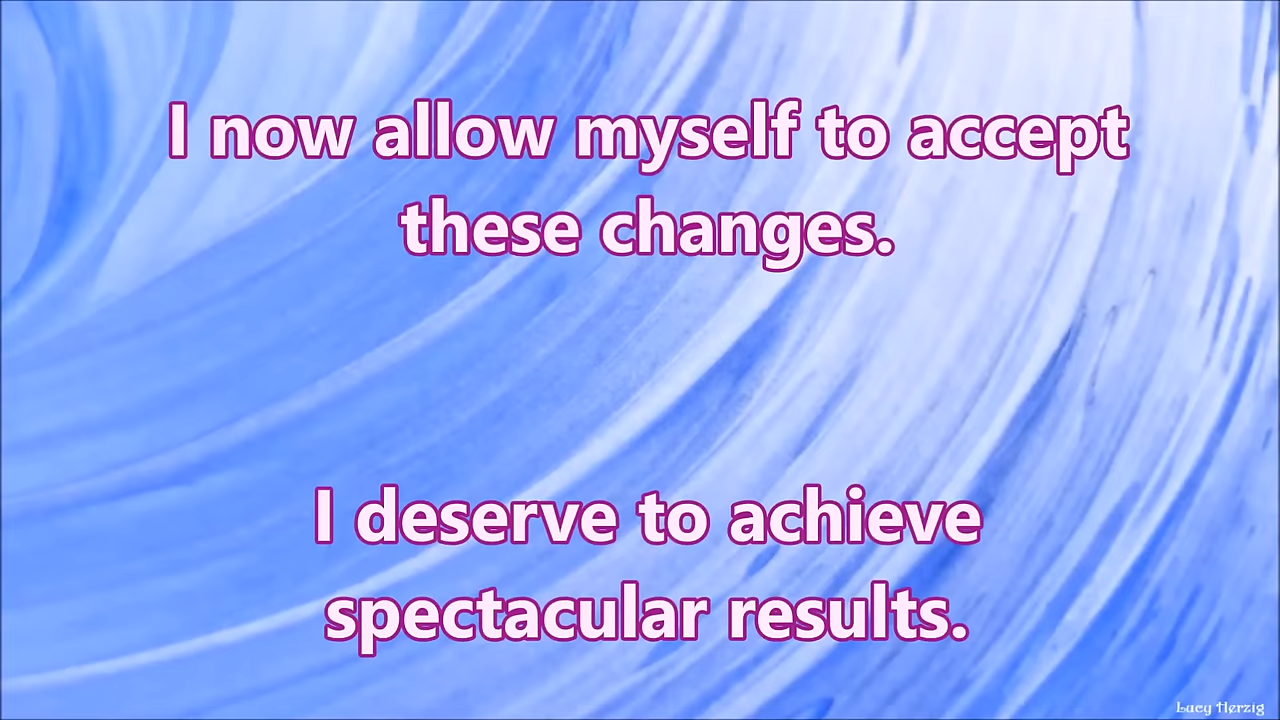 I now allow myself to accept
these changes.
I deserve to achieve
spectacular results.
Lucy Herzig